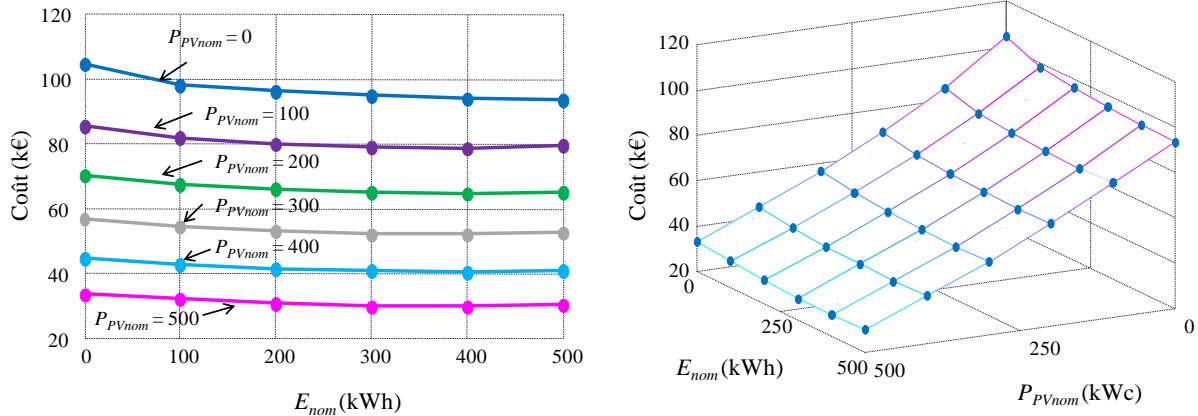 120
100
80
60
40
20
Coût (k€)
P_PVnom = 0
P_PVnom = 100
P_PVnom = 200
P_PVnom = 300
P_PVnom = 400
P_PVnom = 500
0 100 200 300 400 500
E_nom (kWh)
120
100
80
60
40
20
Coût (k€)
0
250
500
E_nom (kWh)
500
250
0
P_PVnom (kWc)